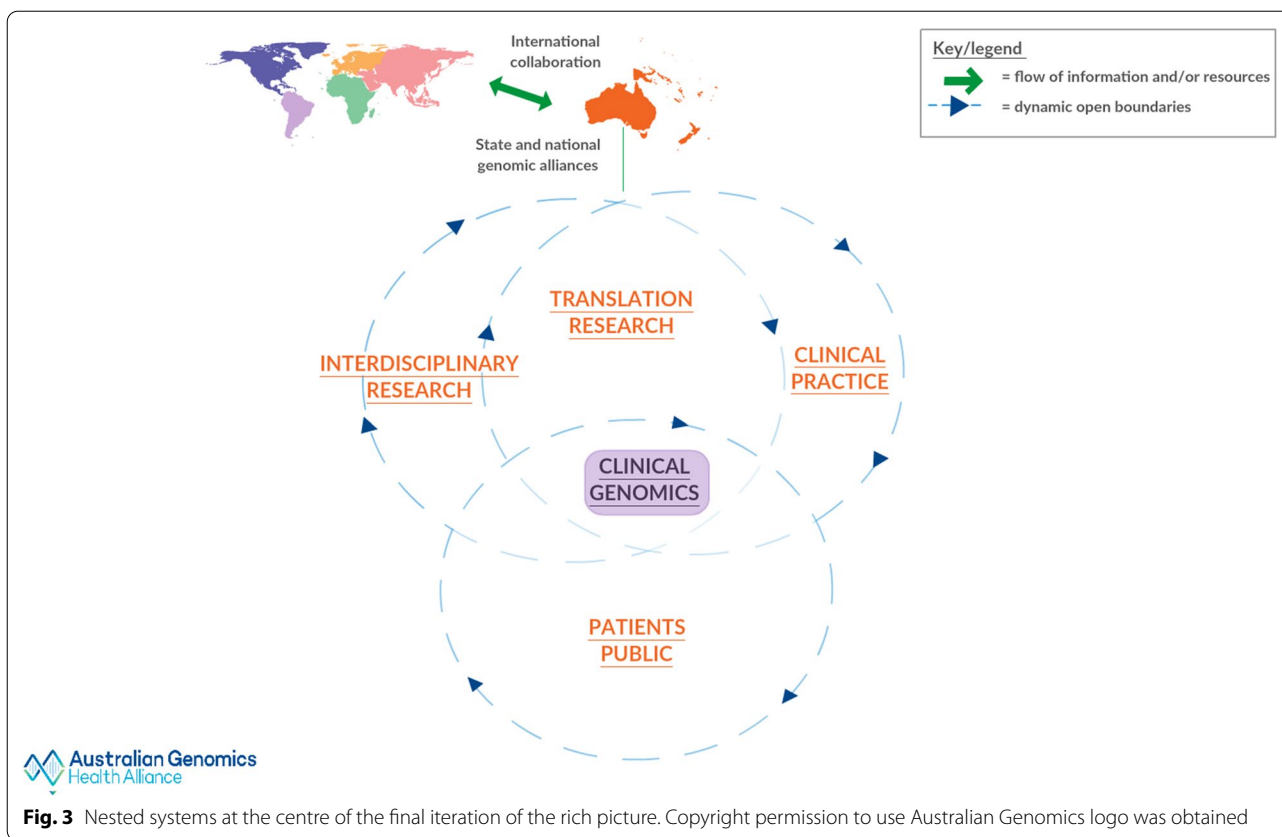 International
collaboration
State and national
genomic alliances
Key/legend
= flow of information and/or resources
= dynamic open boundaries
TRANSLATION
RESEARCH
INTERDISCIPLINARY
RESEARCH
CLINICAL
PRACTICE
CLINICAL
GENOMICS
PATIENTS
PUBLIC
Australian Genomics
Health Alliance
Fig. 3 Nested systems at the centre of the final iteration of the rich picture. Copyright permission to use Australian Genomics logo was obtained